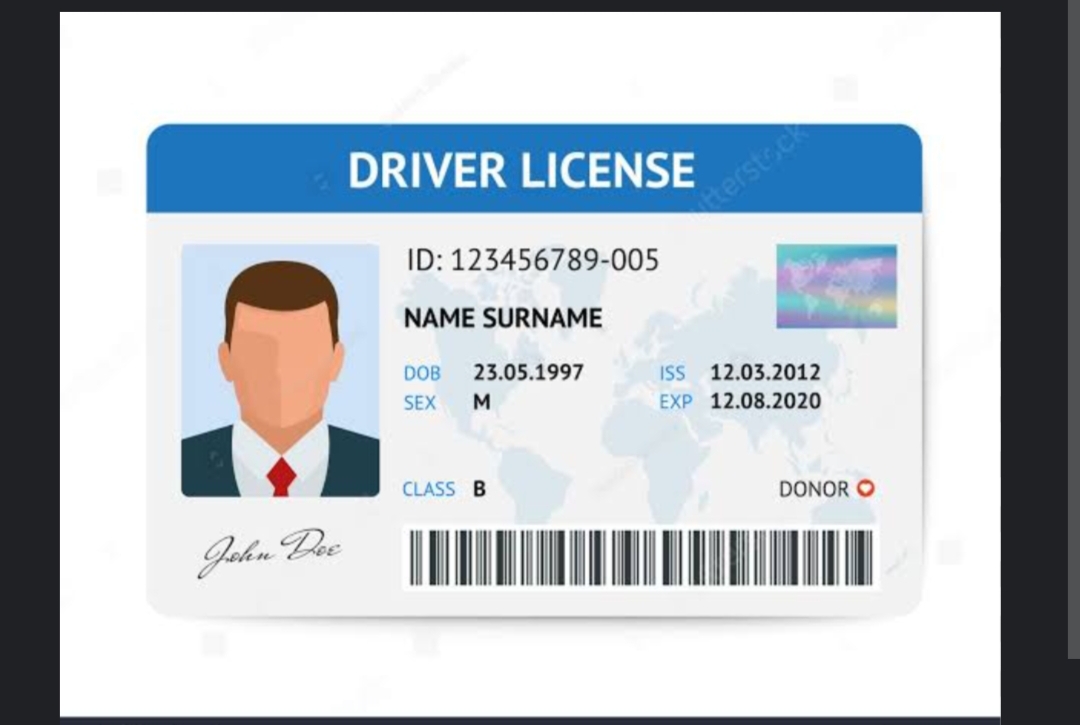 DRIVER LICENSE
ID: 123456789-005
NAME SURNAME
DOB 23.05.1997 ISS 12.03.2012
SEX M EXP 12.08.2020
CLASS B DONOR
John Doe